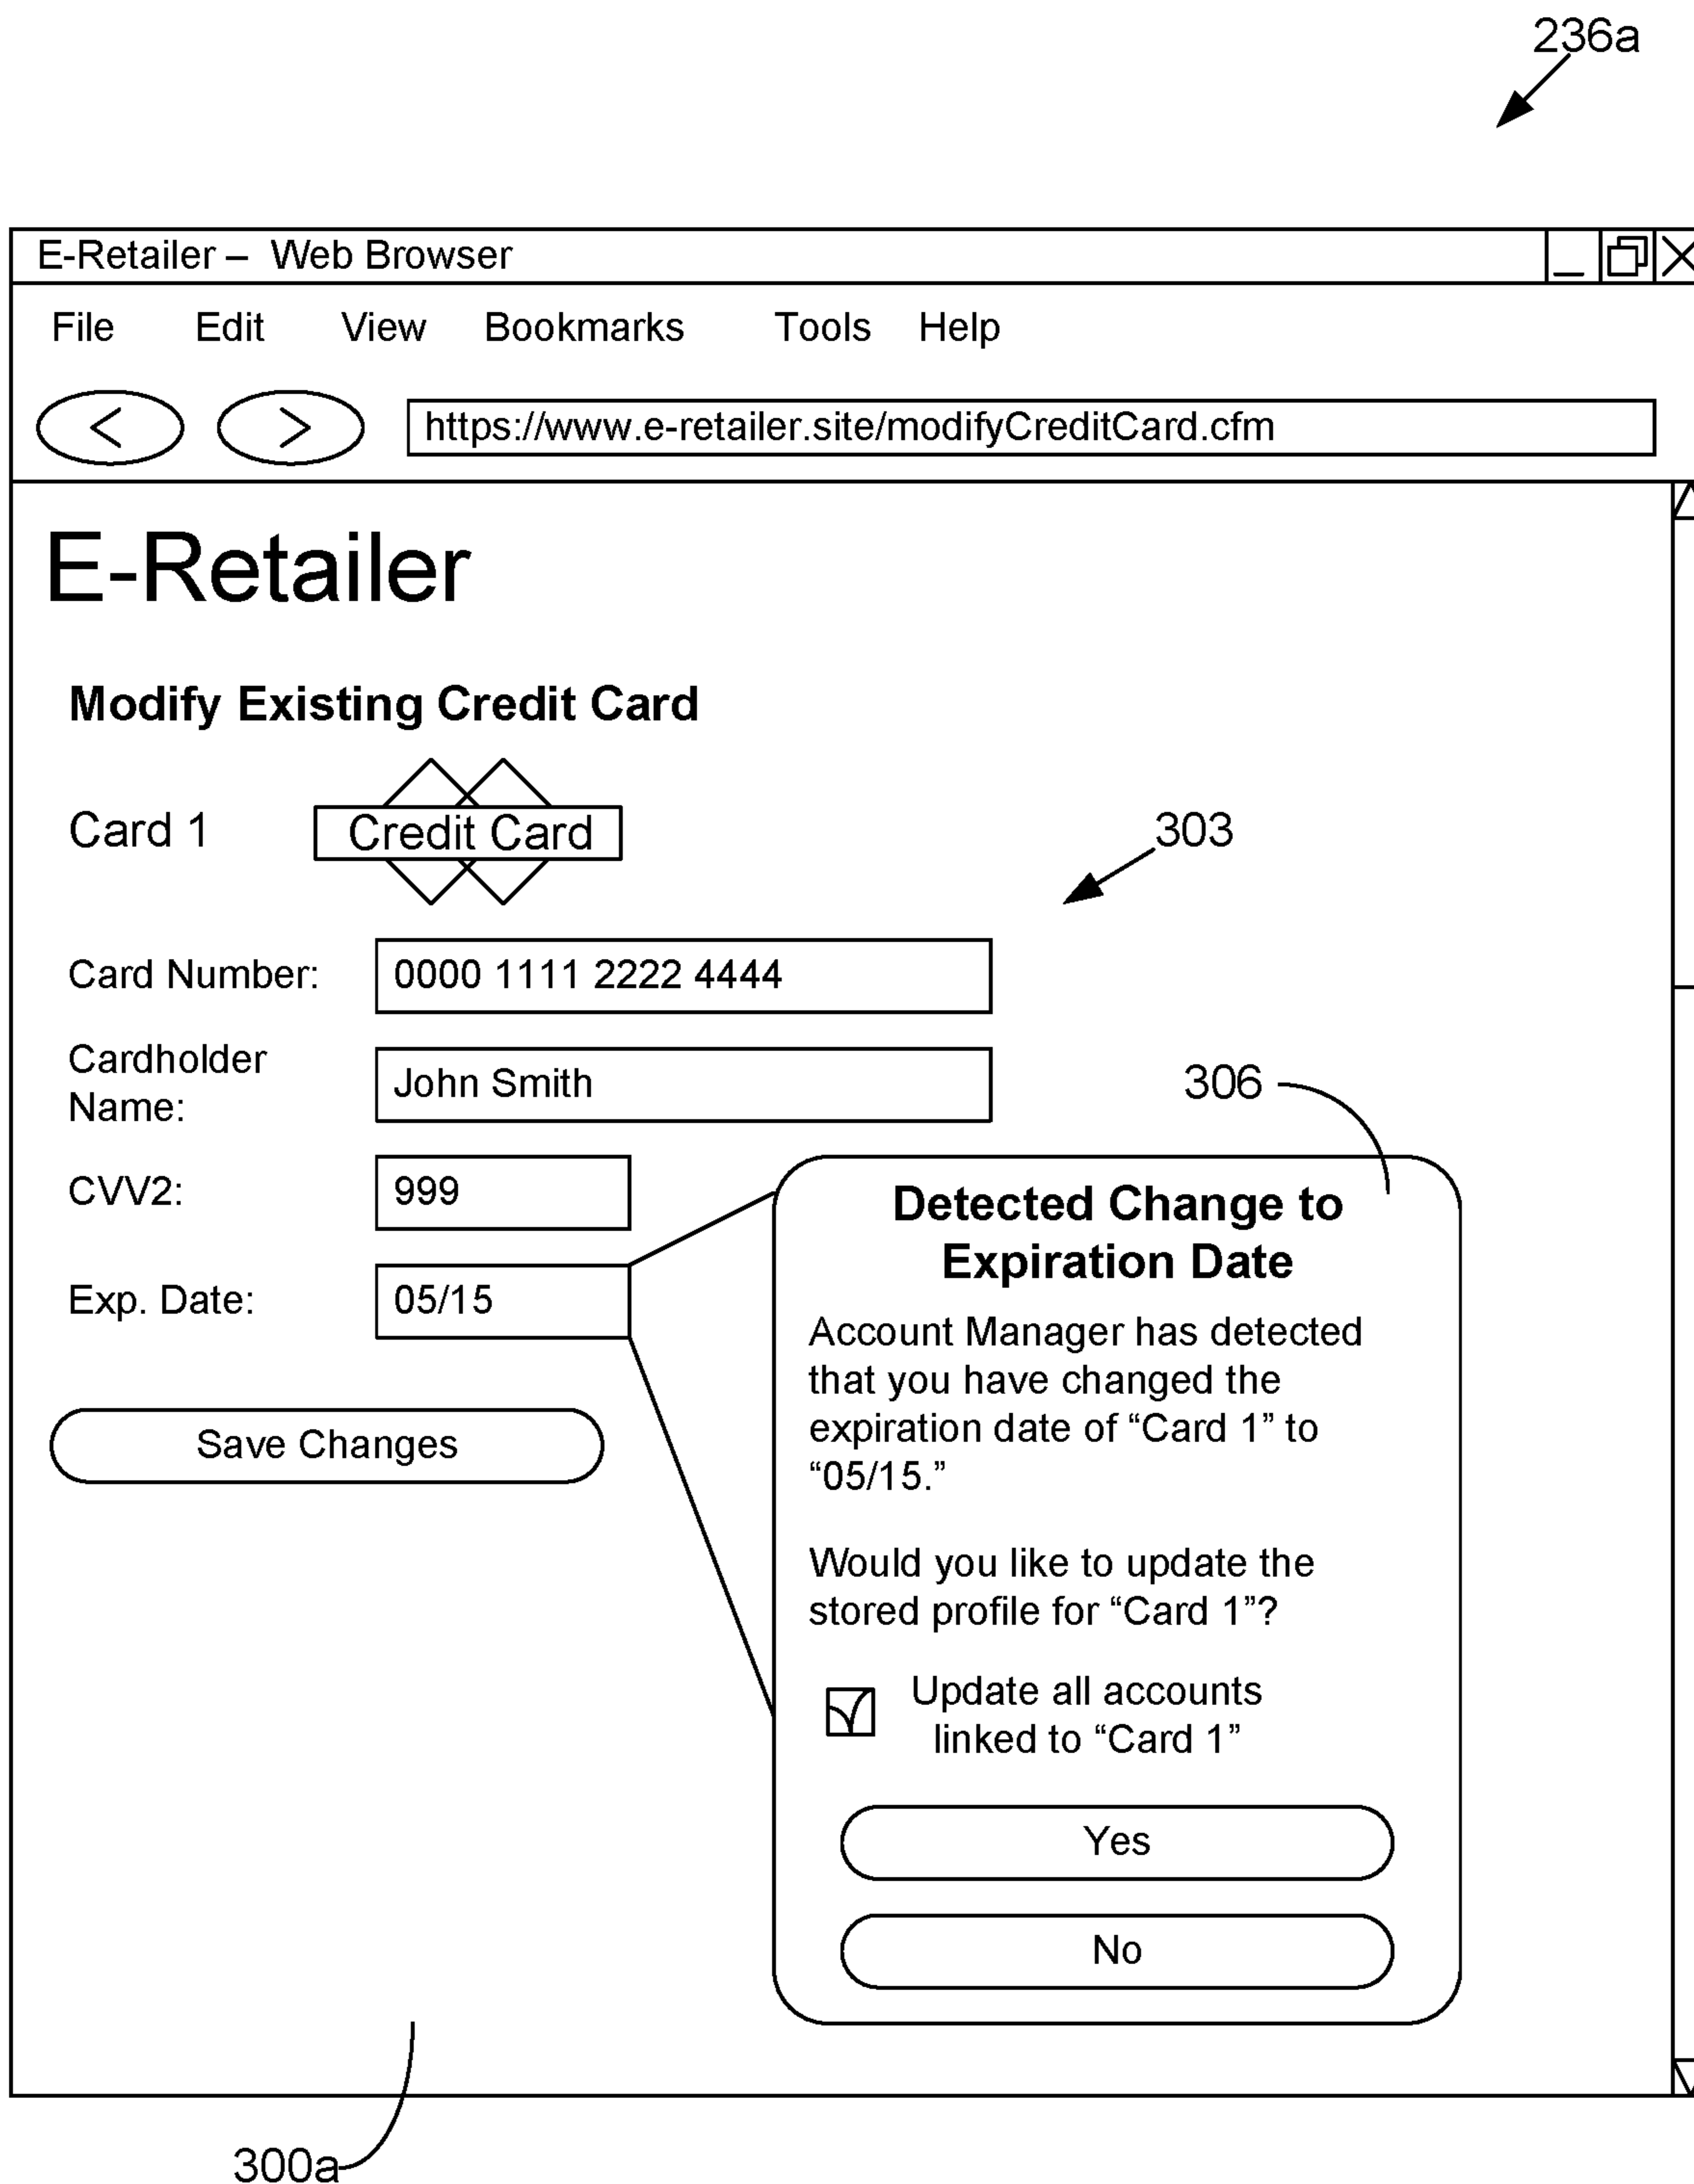 236a
E-Retailer – Web Browser
File Edit View Bookmarks Tools Help
https://www.e-retailer.site/modifyCreditCard.cfm
E-Retailer
Modify Existing Credit Card
Card 1 Credit Card
303
Card Number: 0000 1111 2222 4444
Cardholder
Name:
John Smith
306
CVV2: 999
Exp. Date: 05/15
Save Changes
Detected Change to
Expiration Date
Account Manager has detected
that you have changed the
expiration date of “Card 1” to
“05/15.”
Would you like to update the
stored profile for “Card 1”?
Update all accounts
linked to “Card 1”
Yes
No
300a